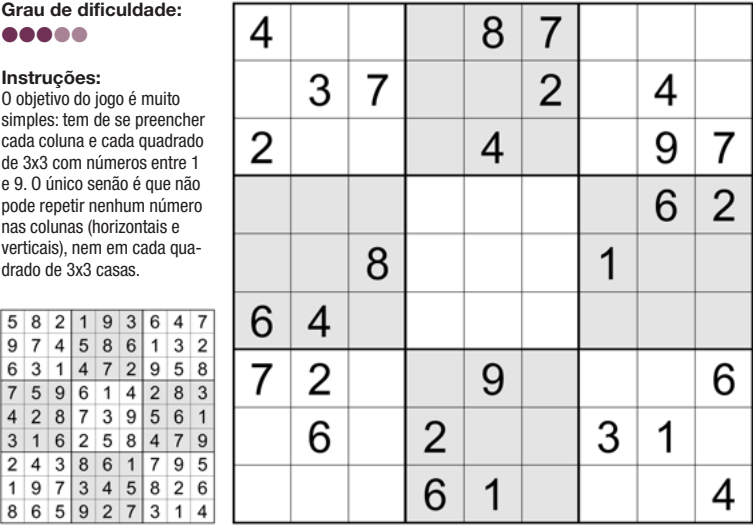 Grau de dificuldade:
Instruções:
O objetivo do jogo é muito
simples: tem de se preencher
cada coluna e cada quadrado
de 3x3 com números entre 1
e 9. O único senão é que não
pode repetir nenhum número
nas colunas (horizontais e
verticais), nem em cada qua-
drado de 3x3 casas.
5 8 2 1 9 3 6 4 7
9 7 4 5 8 6 1 3 2
6 3 1 4 7 2 9 5 8
7 5 9 6 1 4 2 8 3
4 2 8 7 3 9 5 6 1
3 1 6 2 5 8 4 7 9
2 4 3 8 6 1 7 9 5
1 9 7 3 4 5 8 2 6
8 6 5 9 2 7 3 1 4
4 8 7
3 7 2 4
2 4 9 7
6 2
8 1
6 4
7 2 9 6
6 2 3 1
6 1 4